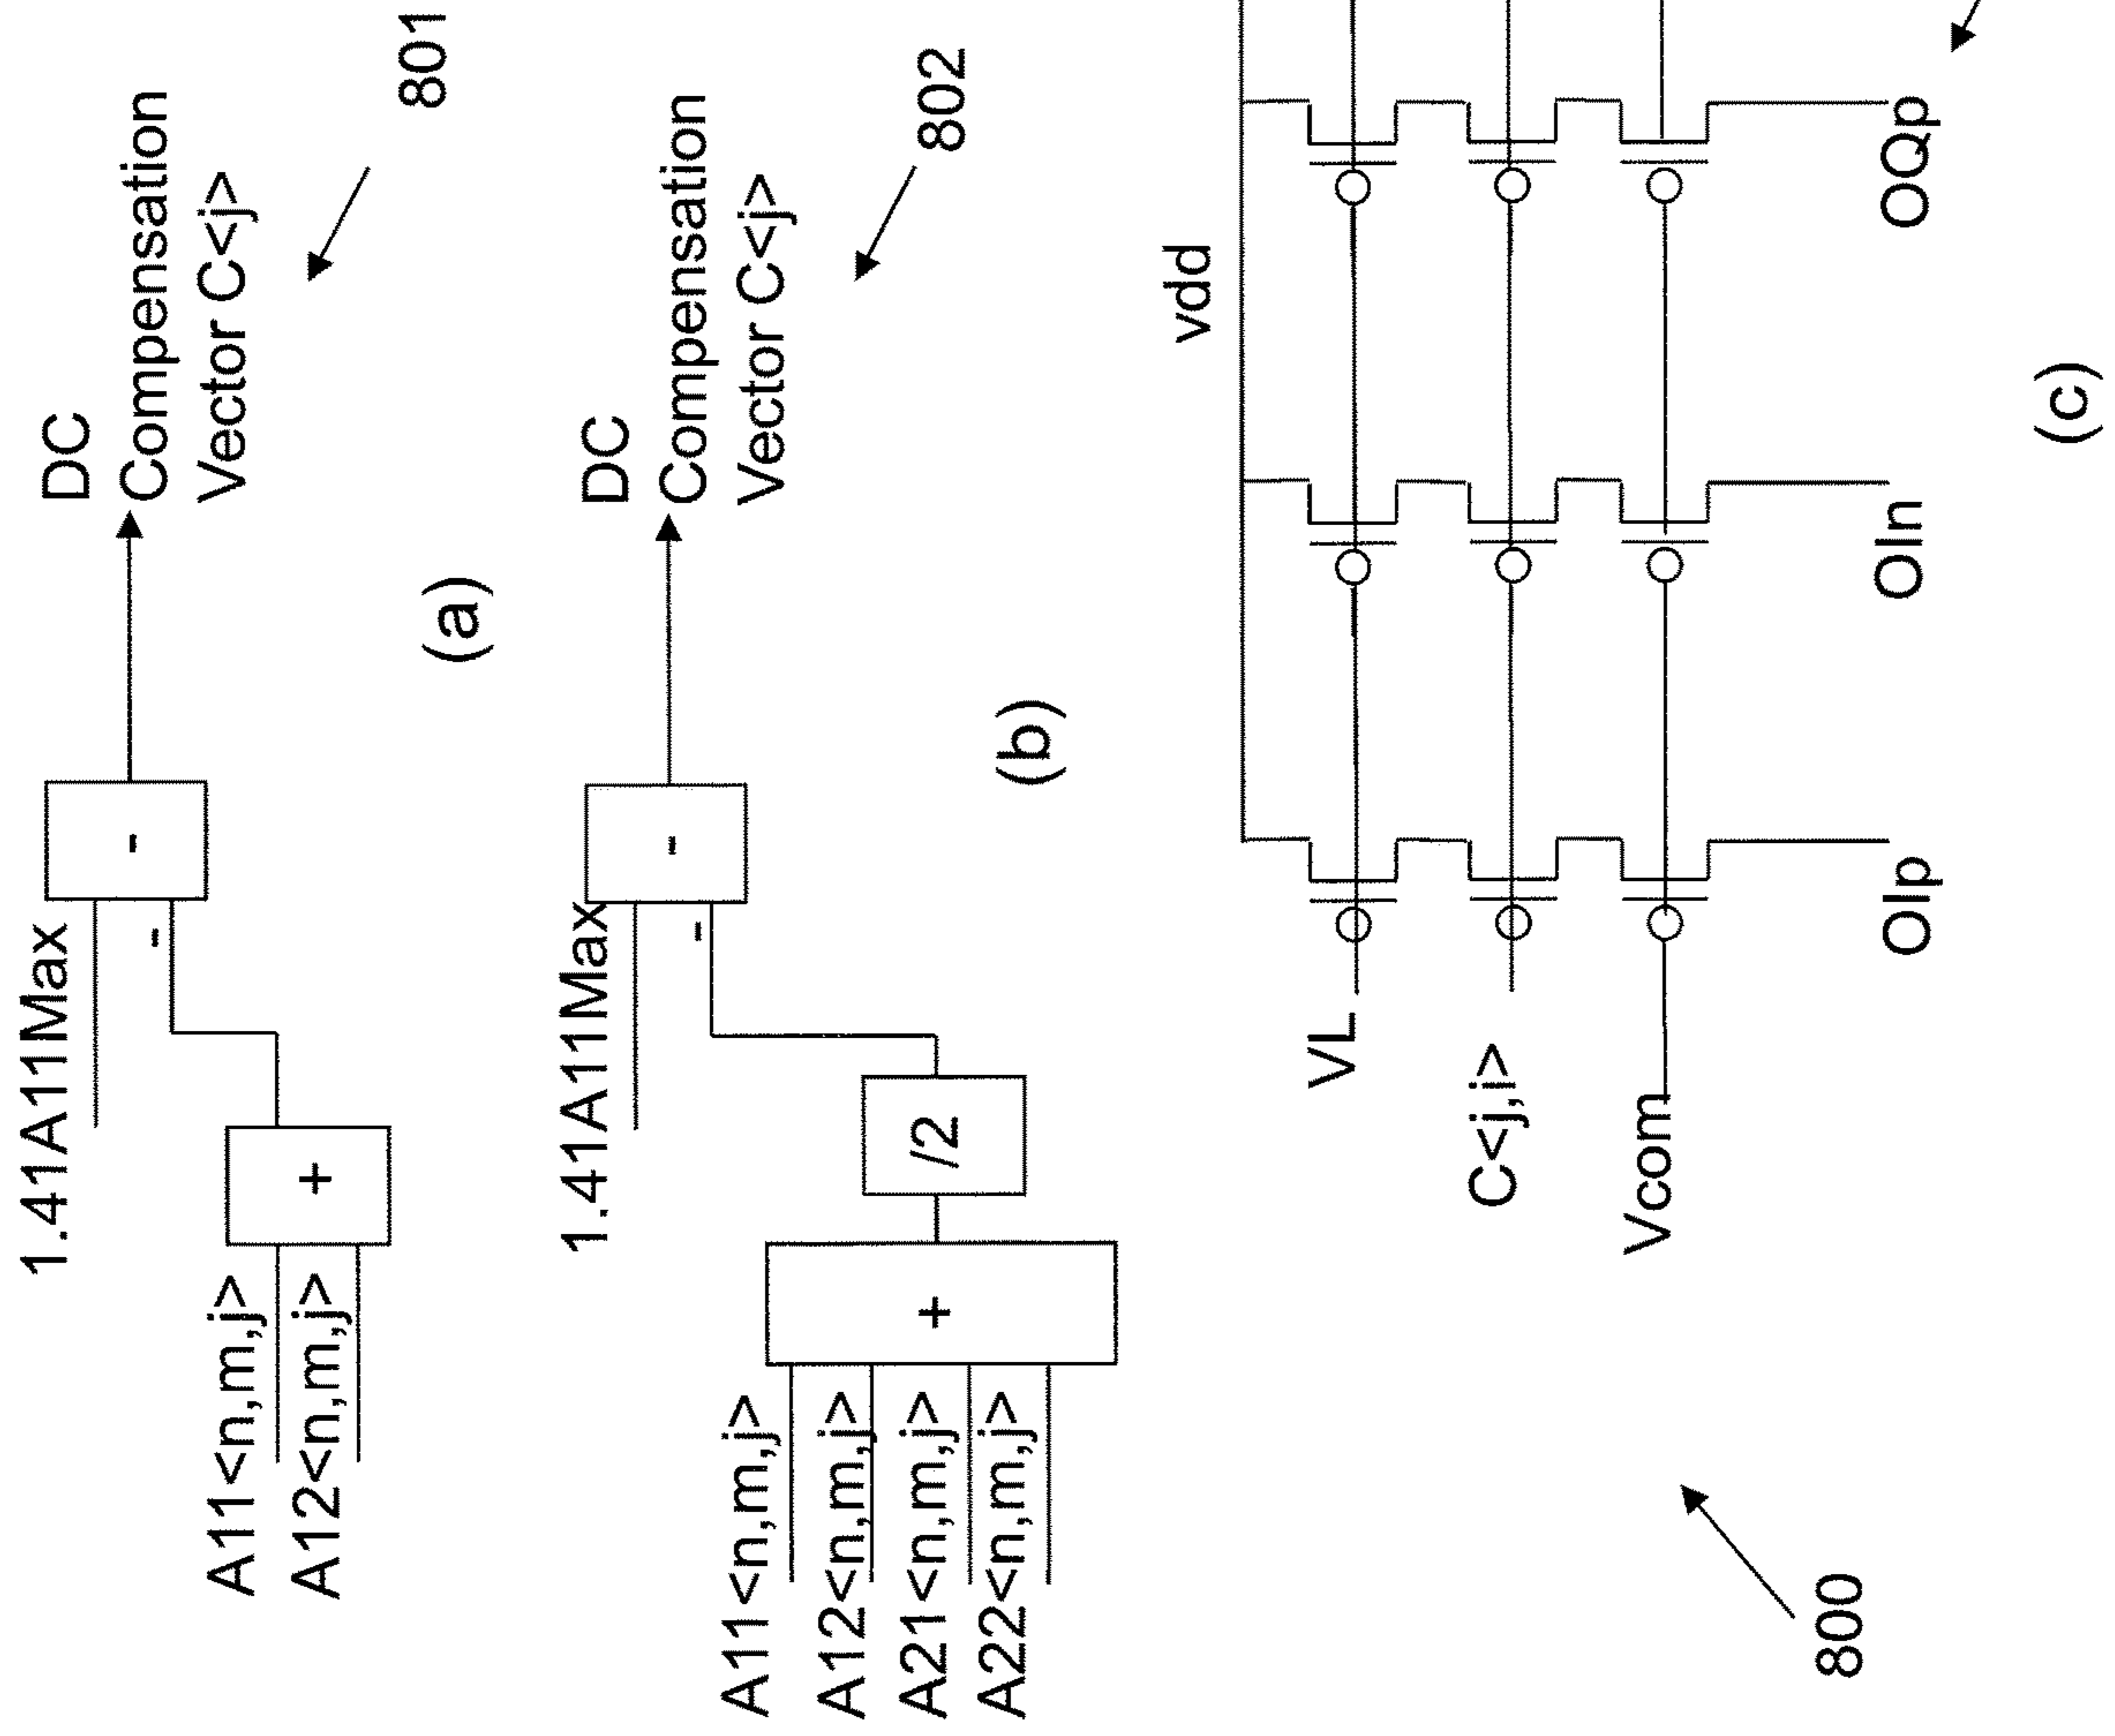 1.41A11Max
-
-
A11<n,m,j>
A12<n,m,j>
+
DC
Compensation
Vector C<j>
801
(a)
1.41A11Max
-
-
A11<n,m,j>
A12<n,m,j>
A21<n,m,j>
A22<n,m,j>
+
/2
DC
Compensation
Vector C<j>
802
(b)
vdd
VL
C<j,i>
Vcom
OIp
OIn
OQp
(c)
800